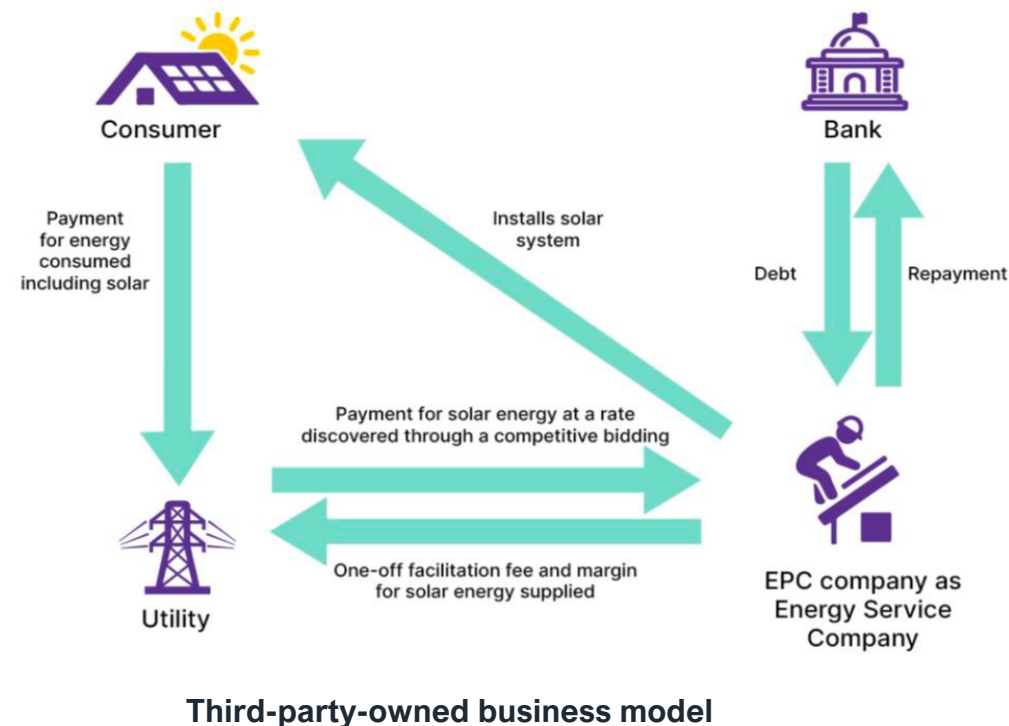 Consumer
Bank
Payment
for energy
consumed
including solar
Installs solar
system
Debt
Repayment
Payment for solar energy at a rate
discovered through a competitive bidding
One-off facilitation fee and margin
for solar energy supplied
Utility
EPC company as
Energy Service
Company
Third-party-owned business model